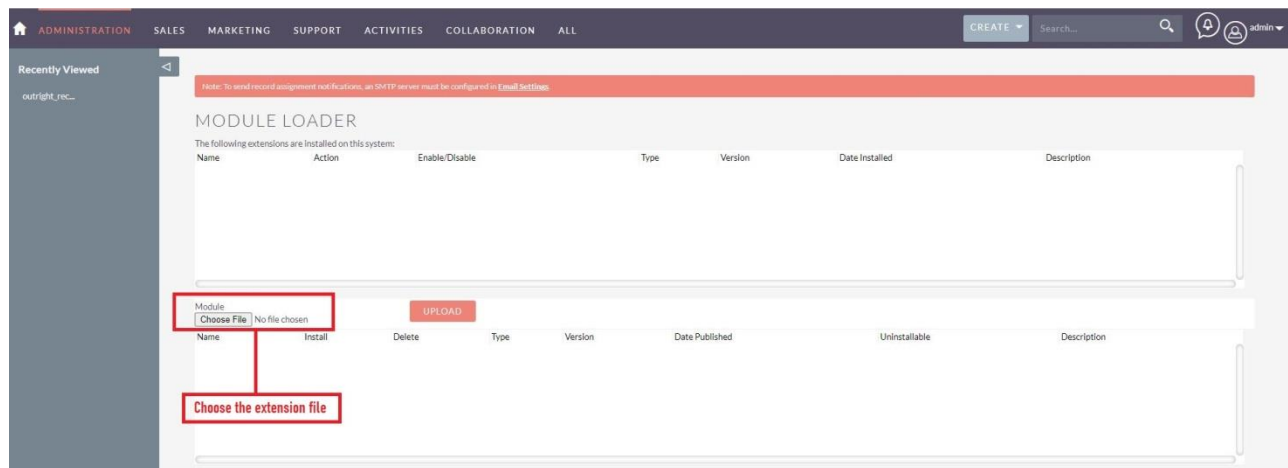 ADMINISTRATION SALES MARKETING SUPPORT ACTIVITIES COLLABORATION ALL CREATE Search... admin
Recently Viewed
outright_rec...
Note: To send record assignment notifications, an SMTP server must be configured in Email Settings.
MODULE LOADER
The following extensions are installed on this system:
Name Action Enable/Disable Type Version Date Installed Description
Module
Choose File No file chosen UPLOAD
Name Install Delete Type Version Date Published Uninstallable Description
Choose the extension file